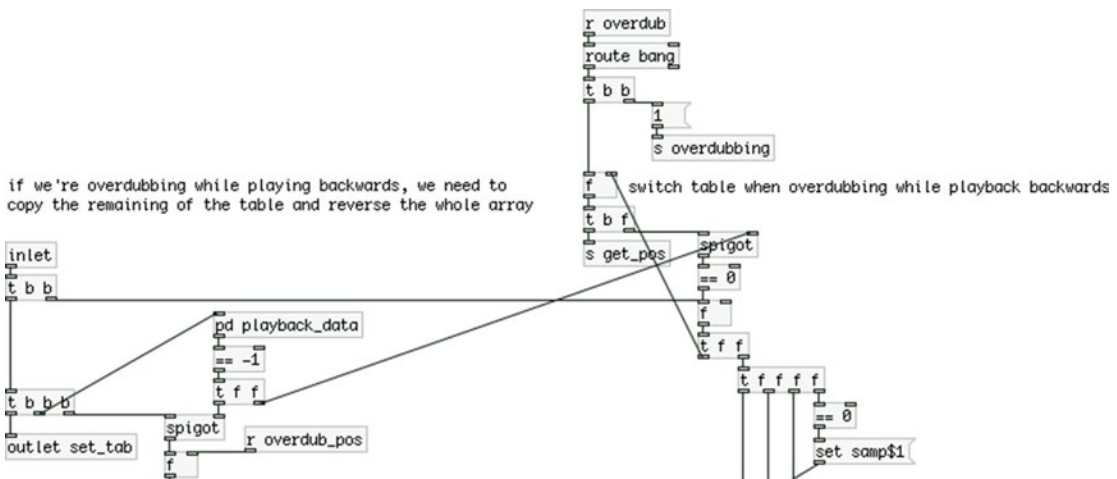 r overdub
route bang
t b b
1
s overdubbing
if we're overdubbing while playing backwards, we need to
copy the remaining of the table and reverse the whole array
f
switch table when overdubbing while playback backwards
t b f
s get_pos
spigot
inlet
== 0
t b b
f
pd playback_data
t f f
== -1
t f f f f
t f f
t b b b
== 0
spigot
r overdub_pos
outlet set_tab
set samp$1
f